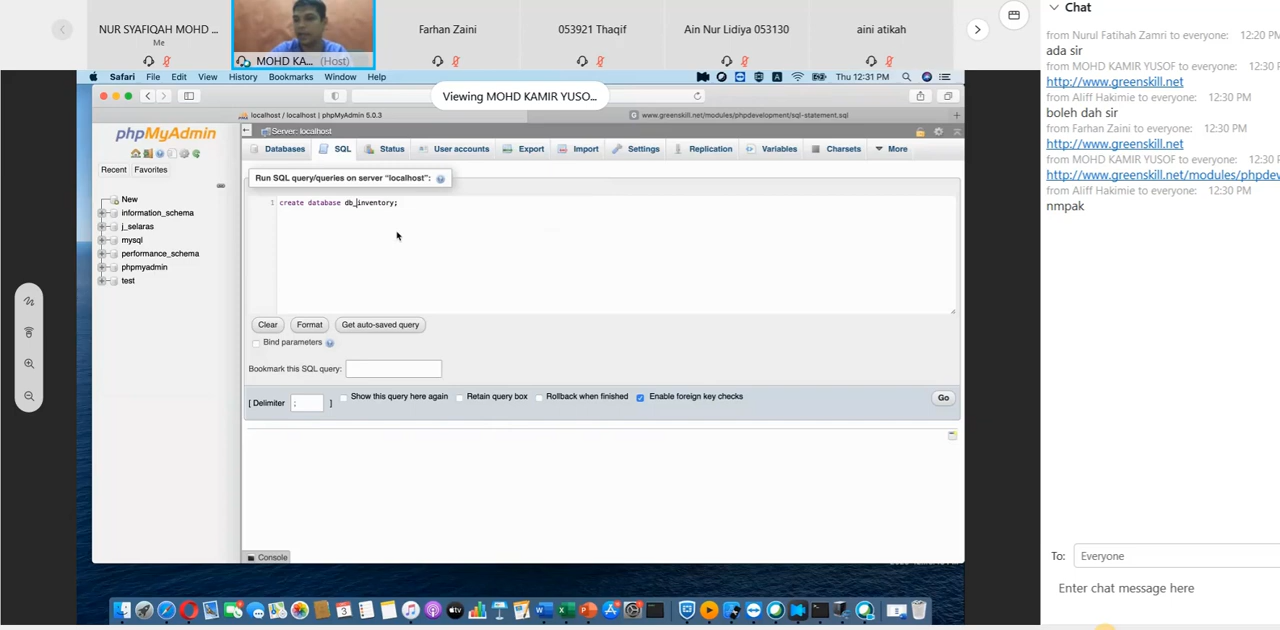 NUR SYAFIQAH MOHD ...
Me
MOHD KA... (Host)
Farhan Zaini
053921 Thaqif
Ain Nur Lidiya 053130
aini atikah
Chat
from Nurul Fatihah Zamri to everyone: 12:20 PM
ada sir
from MOHD KAMIR YUSOF to everyone: 12:30 P
http://www.greenskill.net
from Aliff Hakimie to everyone: 12:30 PM
boleh dah sir
from Farhan Zaini to everyone: 12:30 PM
http://www.greenskill.net
from MOHD KAMIR YUSOF to everyone: 12:30 P
http://www.greenskill.net/modules/phpdev
from Aliff Hakimie to everyone: 12:30 PM
nmpak
To: Everyone
Enter chat message here
Safari File Edit View History Bookmarks Window Help
Thu 12:31 PM
Viewing MOHD KAMIR YUSO...
localhost / localhost | phpMyAdmin 5.0.3
www.greenskill.net/modules/phpdevelopment/sql-statement.sql
phpMyAdmin
Recent Favorites
New
information_schema
j_selaras
mysql
performance_schema
phpmyadmin
test
Server: localhost
Databases SQL Status User accounts Export Import Settings Replication Variables Charsets More
Run SQL query/queries on server "localhost":
1 create database db_inventory;
Clear Format Get auto-saved query
Bind parameters
Bookmark this SQL query:
[ Delimiter ; ] Show this query here again Retain query box Rollback when finished Enable foreign key checks Go
Console